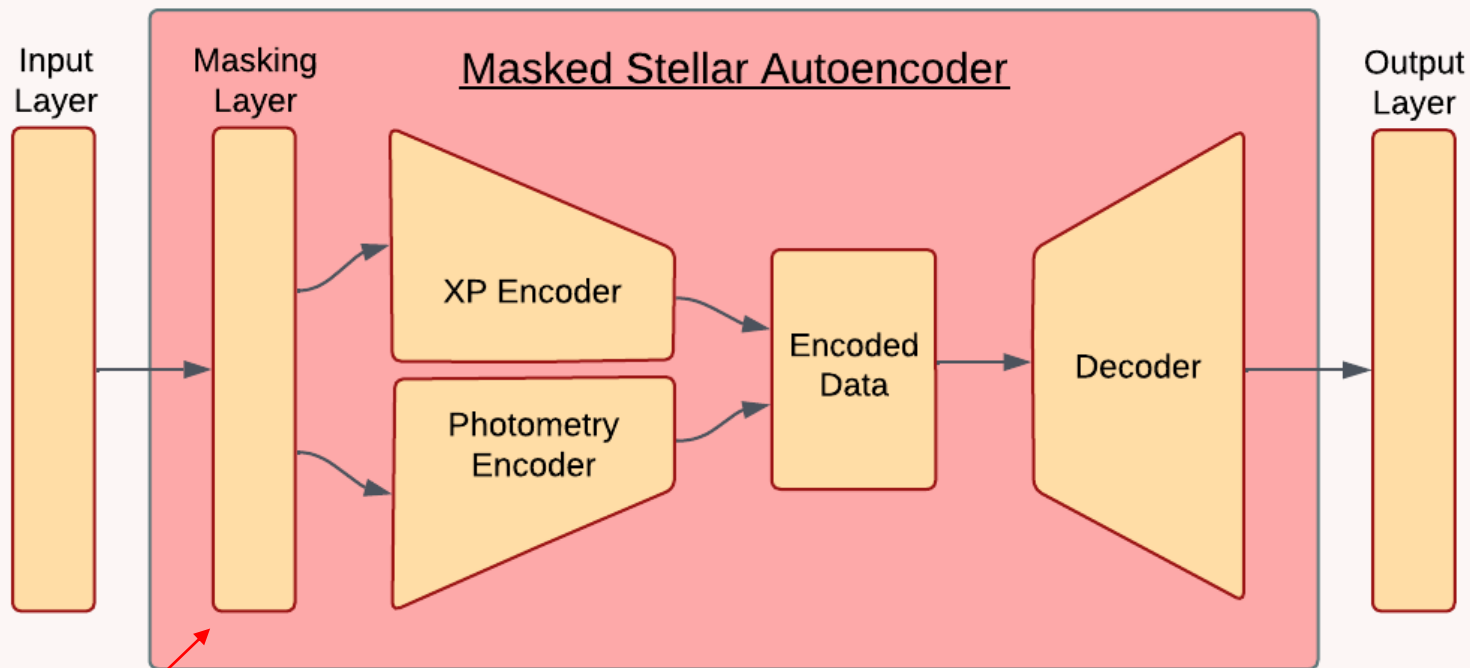 Input
Layer
Masking
Layer
Masked Stellar Autoencoder
Output
Layer
XP Encoder
Photometry
Encoder
Encoded
Data
Decoder